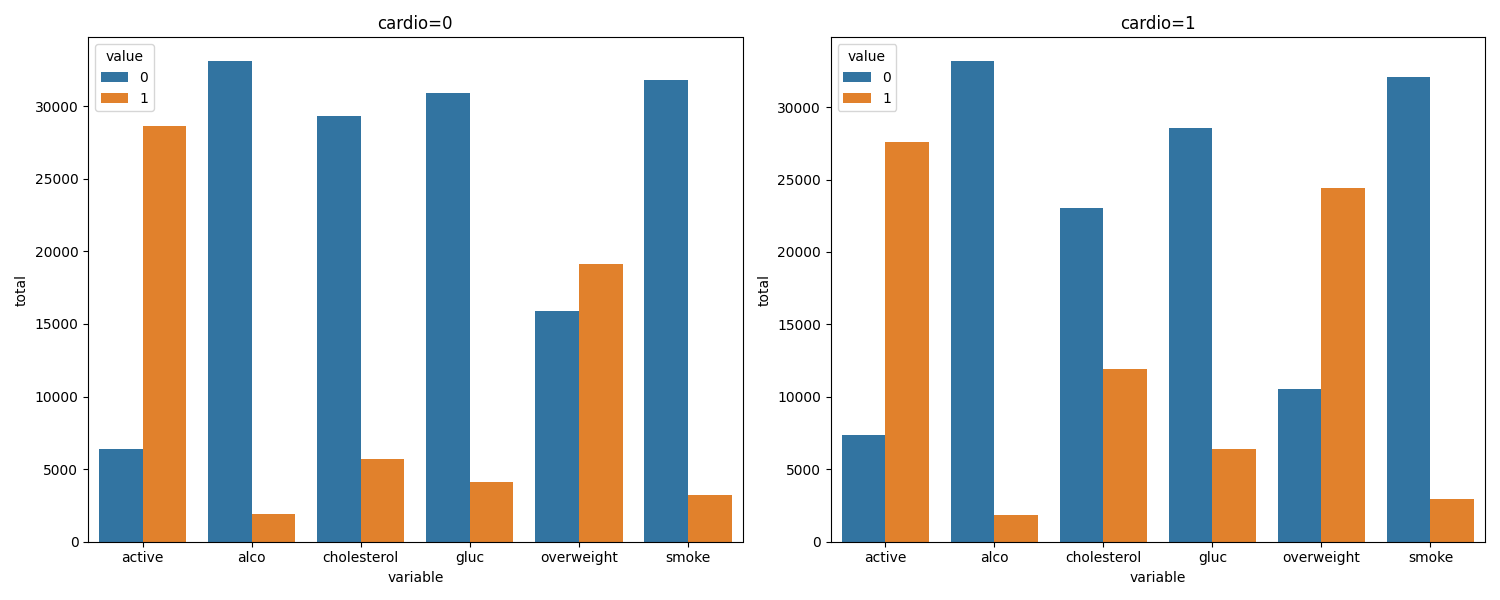 cardio=0
value
0
1
30000
25000
20000
15000
10000
5000
0
total
active alco cholesterol gluc overweight smoke
variable
cardio=1
value
0
1
30000
25000
20000
15000
10000
5000
0
total
active alco cholesterol gluc overweight smoke
variable